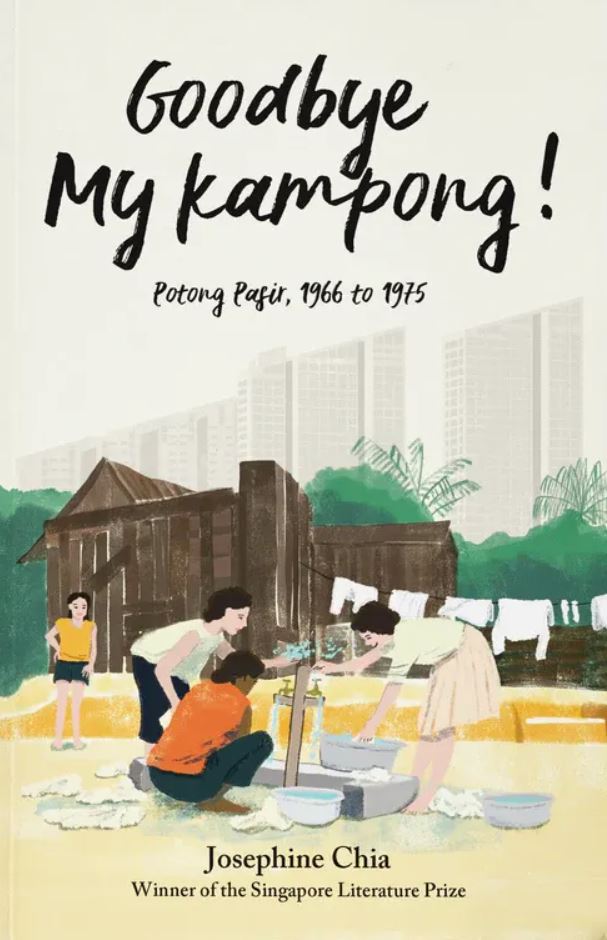 Goodbye
My kampong!
Potong Pasir, 1966 to 1975
Josephine Chia
Winner of the Singapore Literature Prize